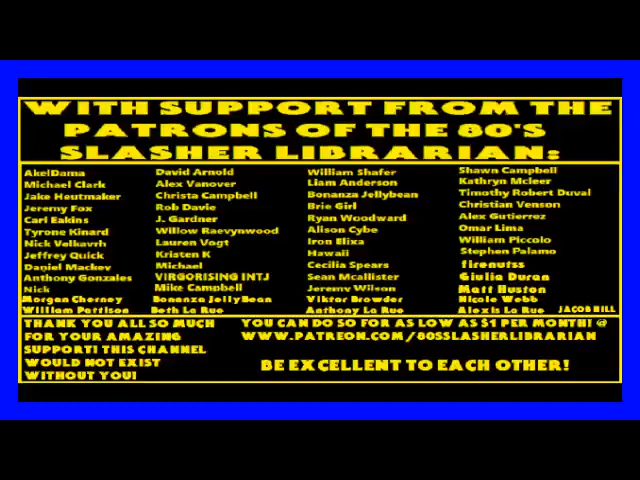 WITH SUPPORT FROM THE
PATRONS OF THE 80'S
SLASHER LIBRARIAN:
AkelDama
Michael Clark
Jake Heutmaker
Jeremy Fox
Carl Eakins
Tyrone Kinard
Nick Velkavrh
Jeffrey Quick
Daniel Mackey
Anthony Gonzales
Nick
Morgan Cherney
William Pattison
David Arnold
Alex Vanover
Christa Campbell
Rob Davie
J. Gardner
Willow Raevynwood
Lauren Vogt
Kristen K
Michael
VIRGORISING INTJ
Mike Campbell
Bonanza JellyBean
Beth La Rue
William Shafer
Liam Anderson
Bonanza Jellybean
Brie Girl
Ryan Woodward
Alison Cybe
Iron Elixa
Hawaii
Cecilia Spears
Sean Mcallister
Jeremy Wilson
Viktor Browder
Anthony La Rue
Shawn Campbell
Kathryn Mcleer
Timothy Robert Duval
Christian Venson
Alex Gutierrez
Omar Lima
William Piccolo
Stephen Palamo
firenutss
Giulia Duran
Matt Huston
Nicole Webb
Alexis La Rue
JACOB HILL
THANK YOU ALL SO MUCH
FOR YOUR AMAZING
SUPPORT! THIS CHANNEL
WOULD NOT EXIST
WITHOUT YOU!
YOU CAN DO SO FOR AS LOW AS $1 PER MONTH! @
WWW.PATREON.COM/80SSLASHERLIBRARIAN
BE EXCELLENT TO EACH OTHER!